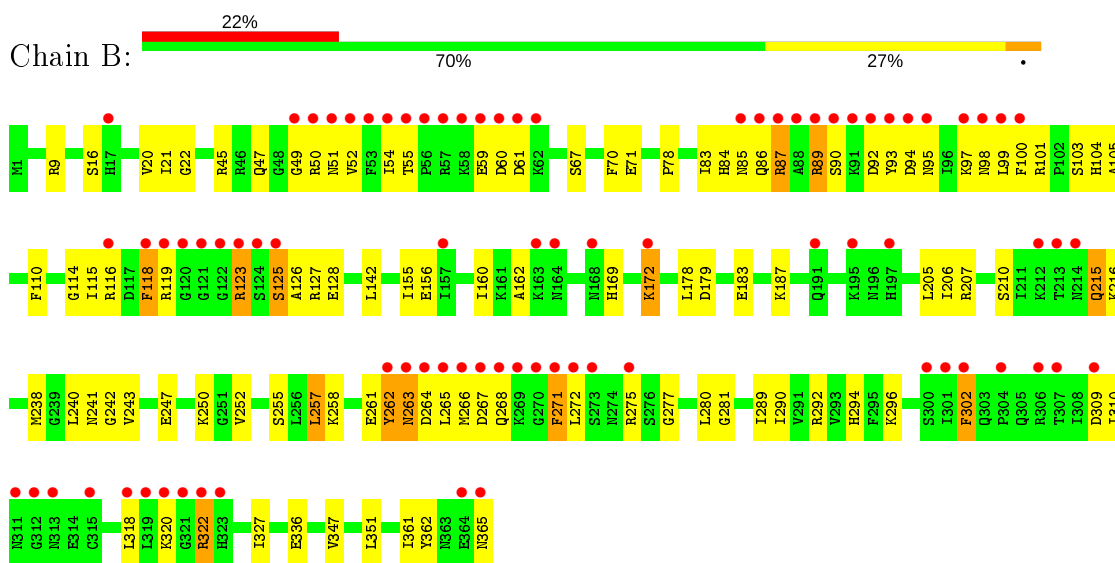 22%
Chain B:
70% 27% •
M1 R9 S16 H17 V20 I21 G22 R45 R46 Q47 G48 G49 R50 N51 V52 F53 I54 T55 P56 R57 K58 E59 D60 D61 K62 S67 F70 E71 P78 I83 H84 N85 Q86 R87 A88 R89 S90 K91 D92 Y93 D94 N95 I96 K97 N98 L99 F100 R101 P102 S103 H104 A105
F110 G114 I115 R116 D117 F118 R119 G120 G121 G122 R123 S124 S125 A126 R127 E128 L142 I155 E156 I157 I160 K161 A162 K163 N164 N168 H169 K172 L178 D179 E183 K187 Q191 K195 N196 H197 L205 I206 R207 S210 I211 K212 T213 N214 Q215 K216
M238 G239 L240 N241 G242 V243 E247 K250 G251 V252 S255 L256 L257 K258 E261 Y262 N263 D264 L265 M266 D267 Q268 K269 G270 F271 L272 S273 N274 R275 S276 G277 L280 G281 I289 I290 V291 R292 V293 H294 F295 K296 S300 I301 F302 Q303 P304 Q305 R306 T307 I308 D309 I310
N311 G312 N313 E314 C315 L318 L319 K320 G321 R322 H323 I327 E336 V347 L351 I361 Y362 N363 E364 N365